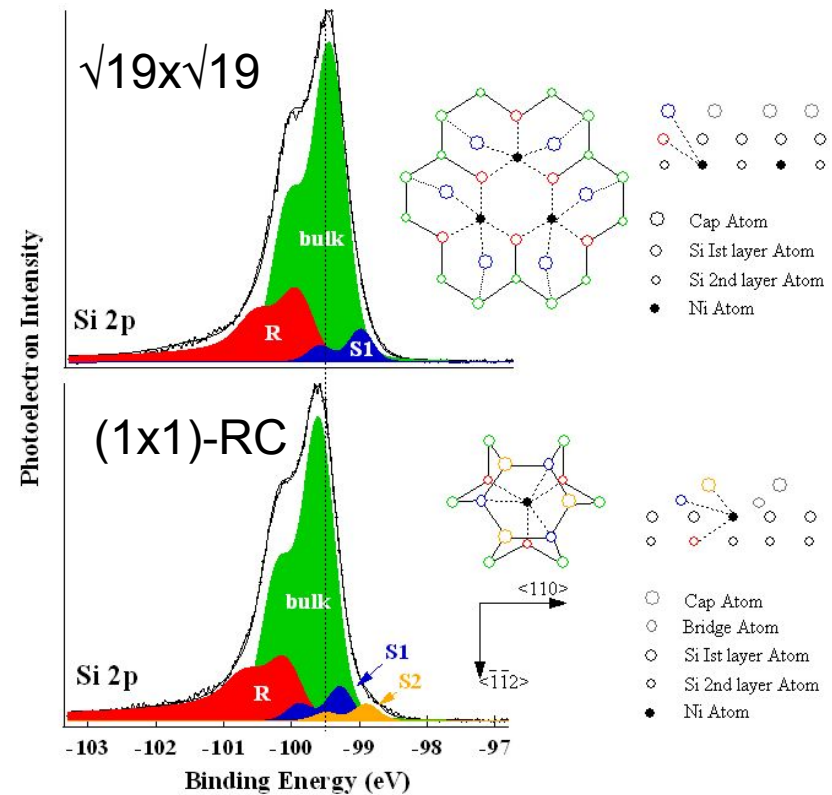 √19x√19
bulk
Si 2p
R
S1
Cap Atom
Si Ist layer Atom
Si 2nd layer Atom
Ni Atom
Photoelectron Intensity
(1x1)-RC
bulk
Si 2p
R
S1
S2
<110>
<1̄1̄2>
Cap Atom
Bridge Atom
Si Ist layer Atom
Si 2nd layer Atom
Ni Atom
-103 -102 -101 -100 -99 -98 -97
Binding Energy (eV)